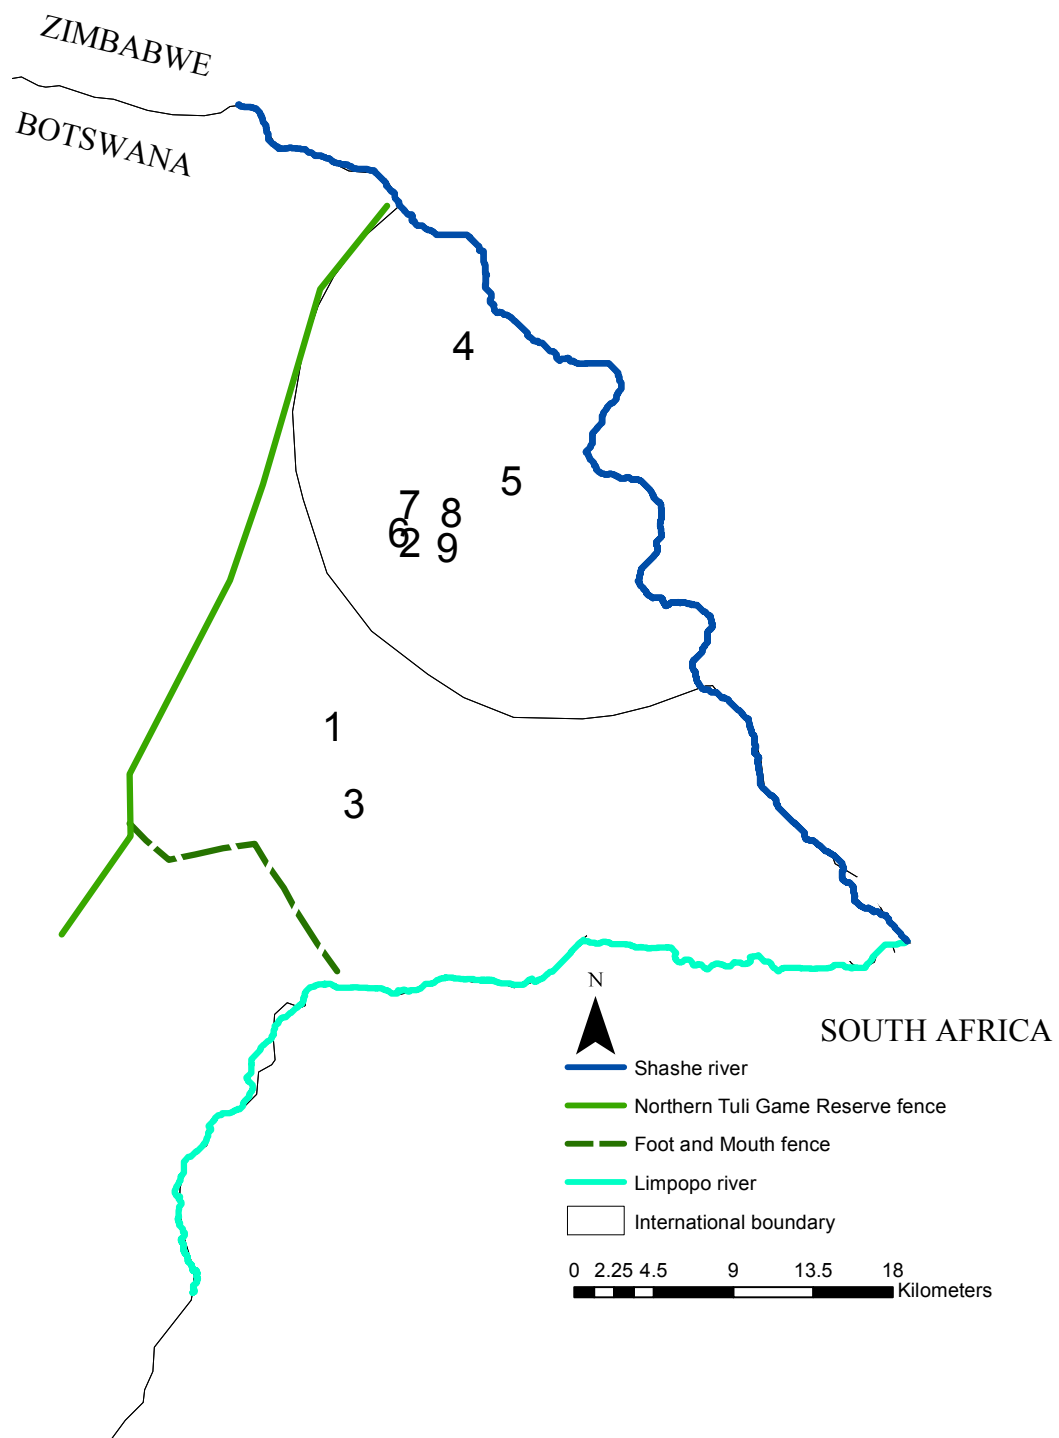 ZIMBABWE
BOTSWANA
4
5
7
8
6
2
9
1
3
N
SOUTH AFRICA
Shashe river
Northern Tuli Game Reserve fence
Foot and Mouth fence
Limpopo river
International boundary
0 2.25 4.5 9 13.5 18
Kilometers